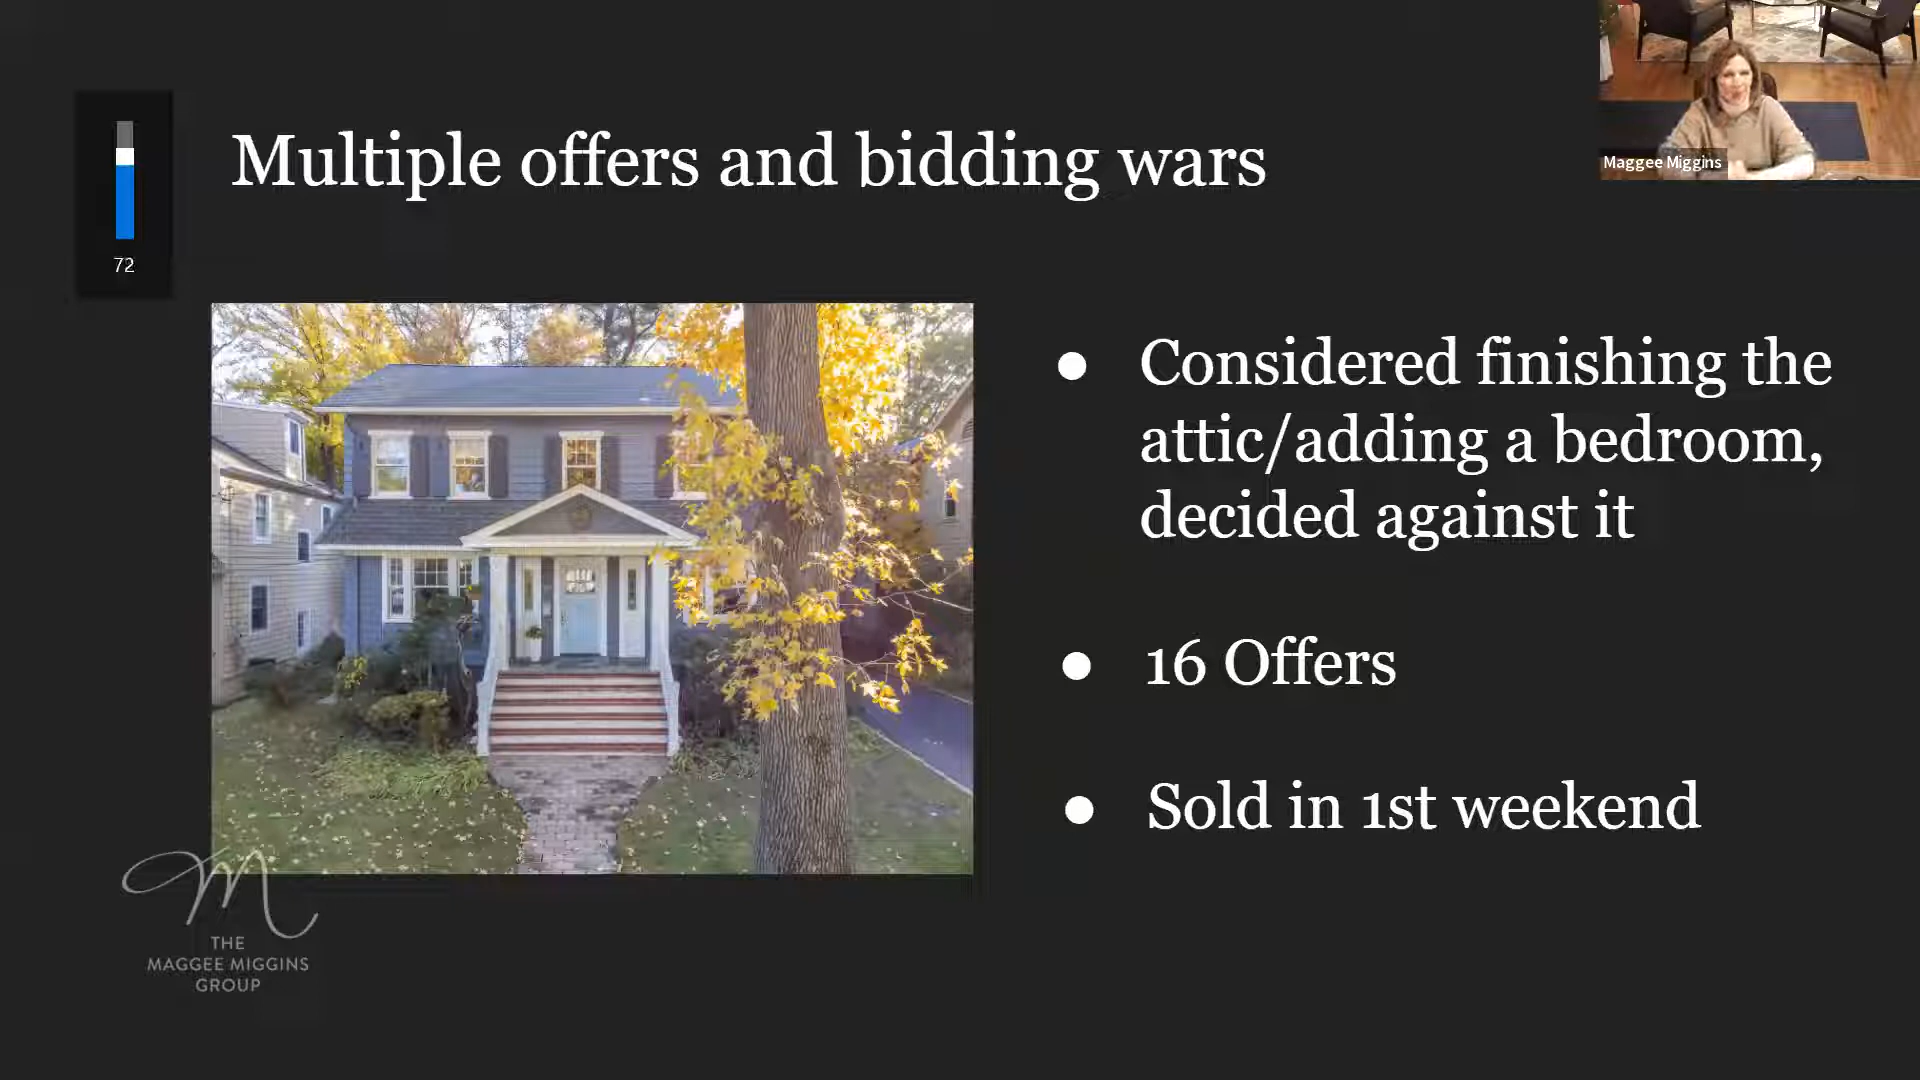 Multiple offers and bidding wars
Maggee Miggins
72
● Considered finishing the
attic/adding a bedroom,
decided against it
● 16 Offers
● Sold in 1st weekend
M
THE
MAGGEE MIGGINS
GROUP